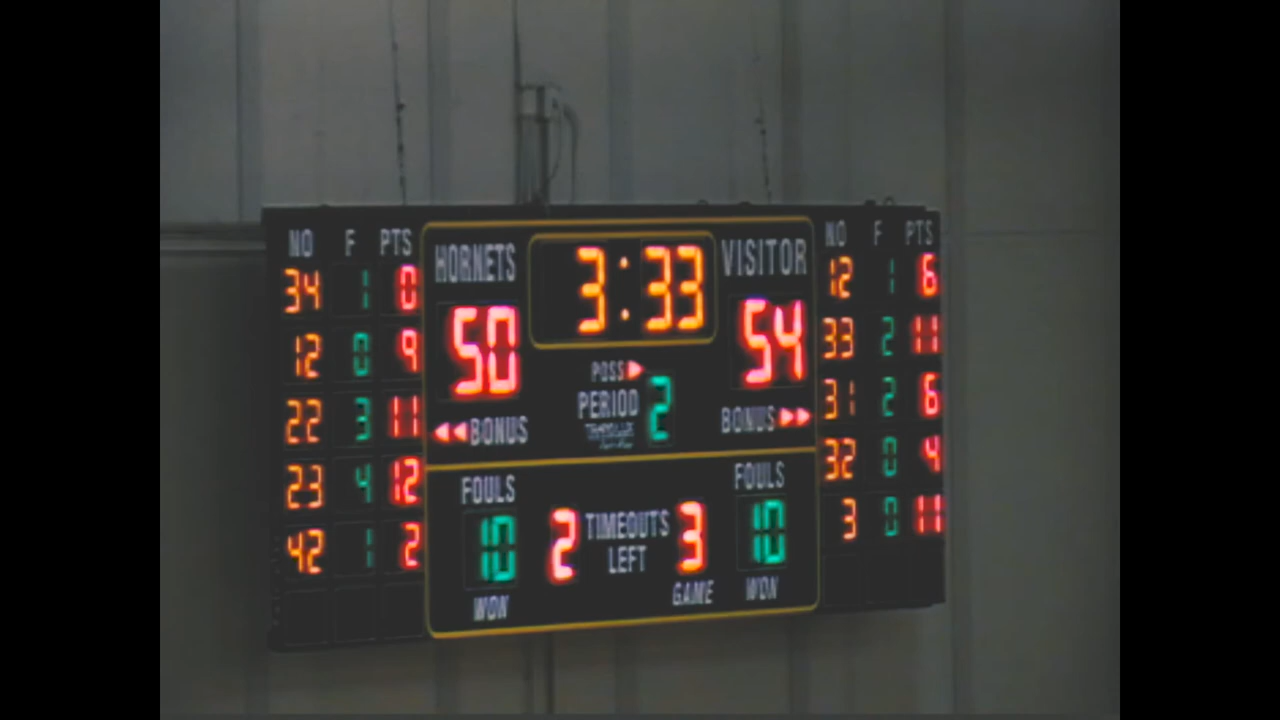 NO F PTS
34 1 0
12 0 9
22 3 11
23 4 12
42 1 2
HORNETS 3:33 VISITOR
50 54
POSS
PERIOD 2
BONUS BONUS
FOULS FOULS
10 2 TIMEOUTS LEFT 3 10
WON GAME WON
NO F PTS
12 1 6
33 2 11
31 2 6
32 0 4
3 0 11